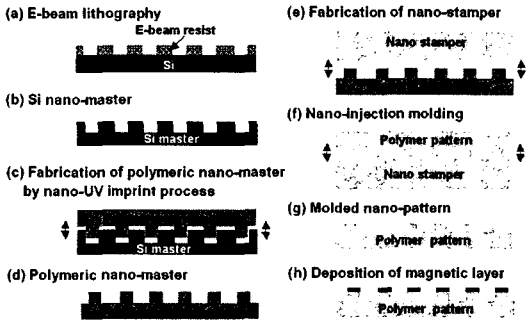 (a) E-beam lithography
E-beam resist
Si
(b) Si nano-master
Si master
(c) Fabrication of polymeric nano-master
by nano-UV imprint process
Si master
(d) Polymeric nano-master
(e) Fabrication of nano-stamper
Nano stamper
(f) Nano-injection molding
Polymer pattern
Nano stamper
(g) Molded nano-pattern
Polymer pattern
(h) Deposition of magnetic layer
Polymer pattern